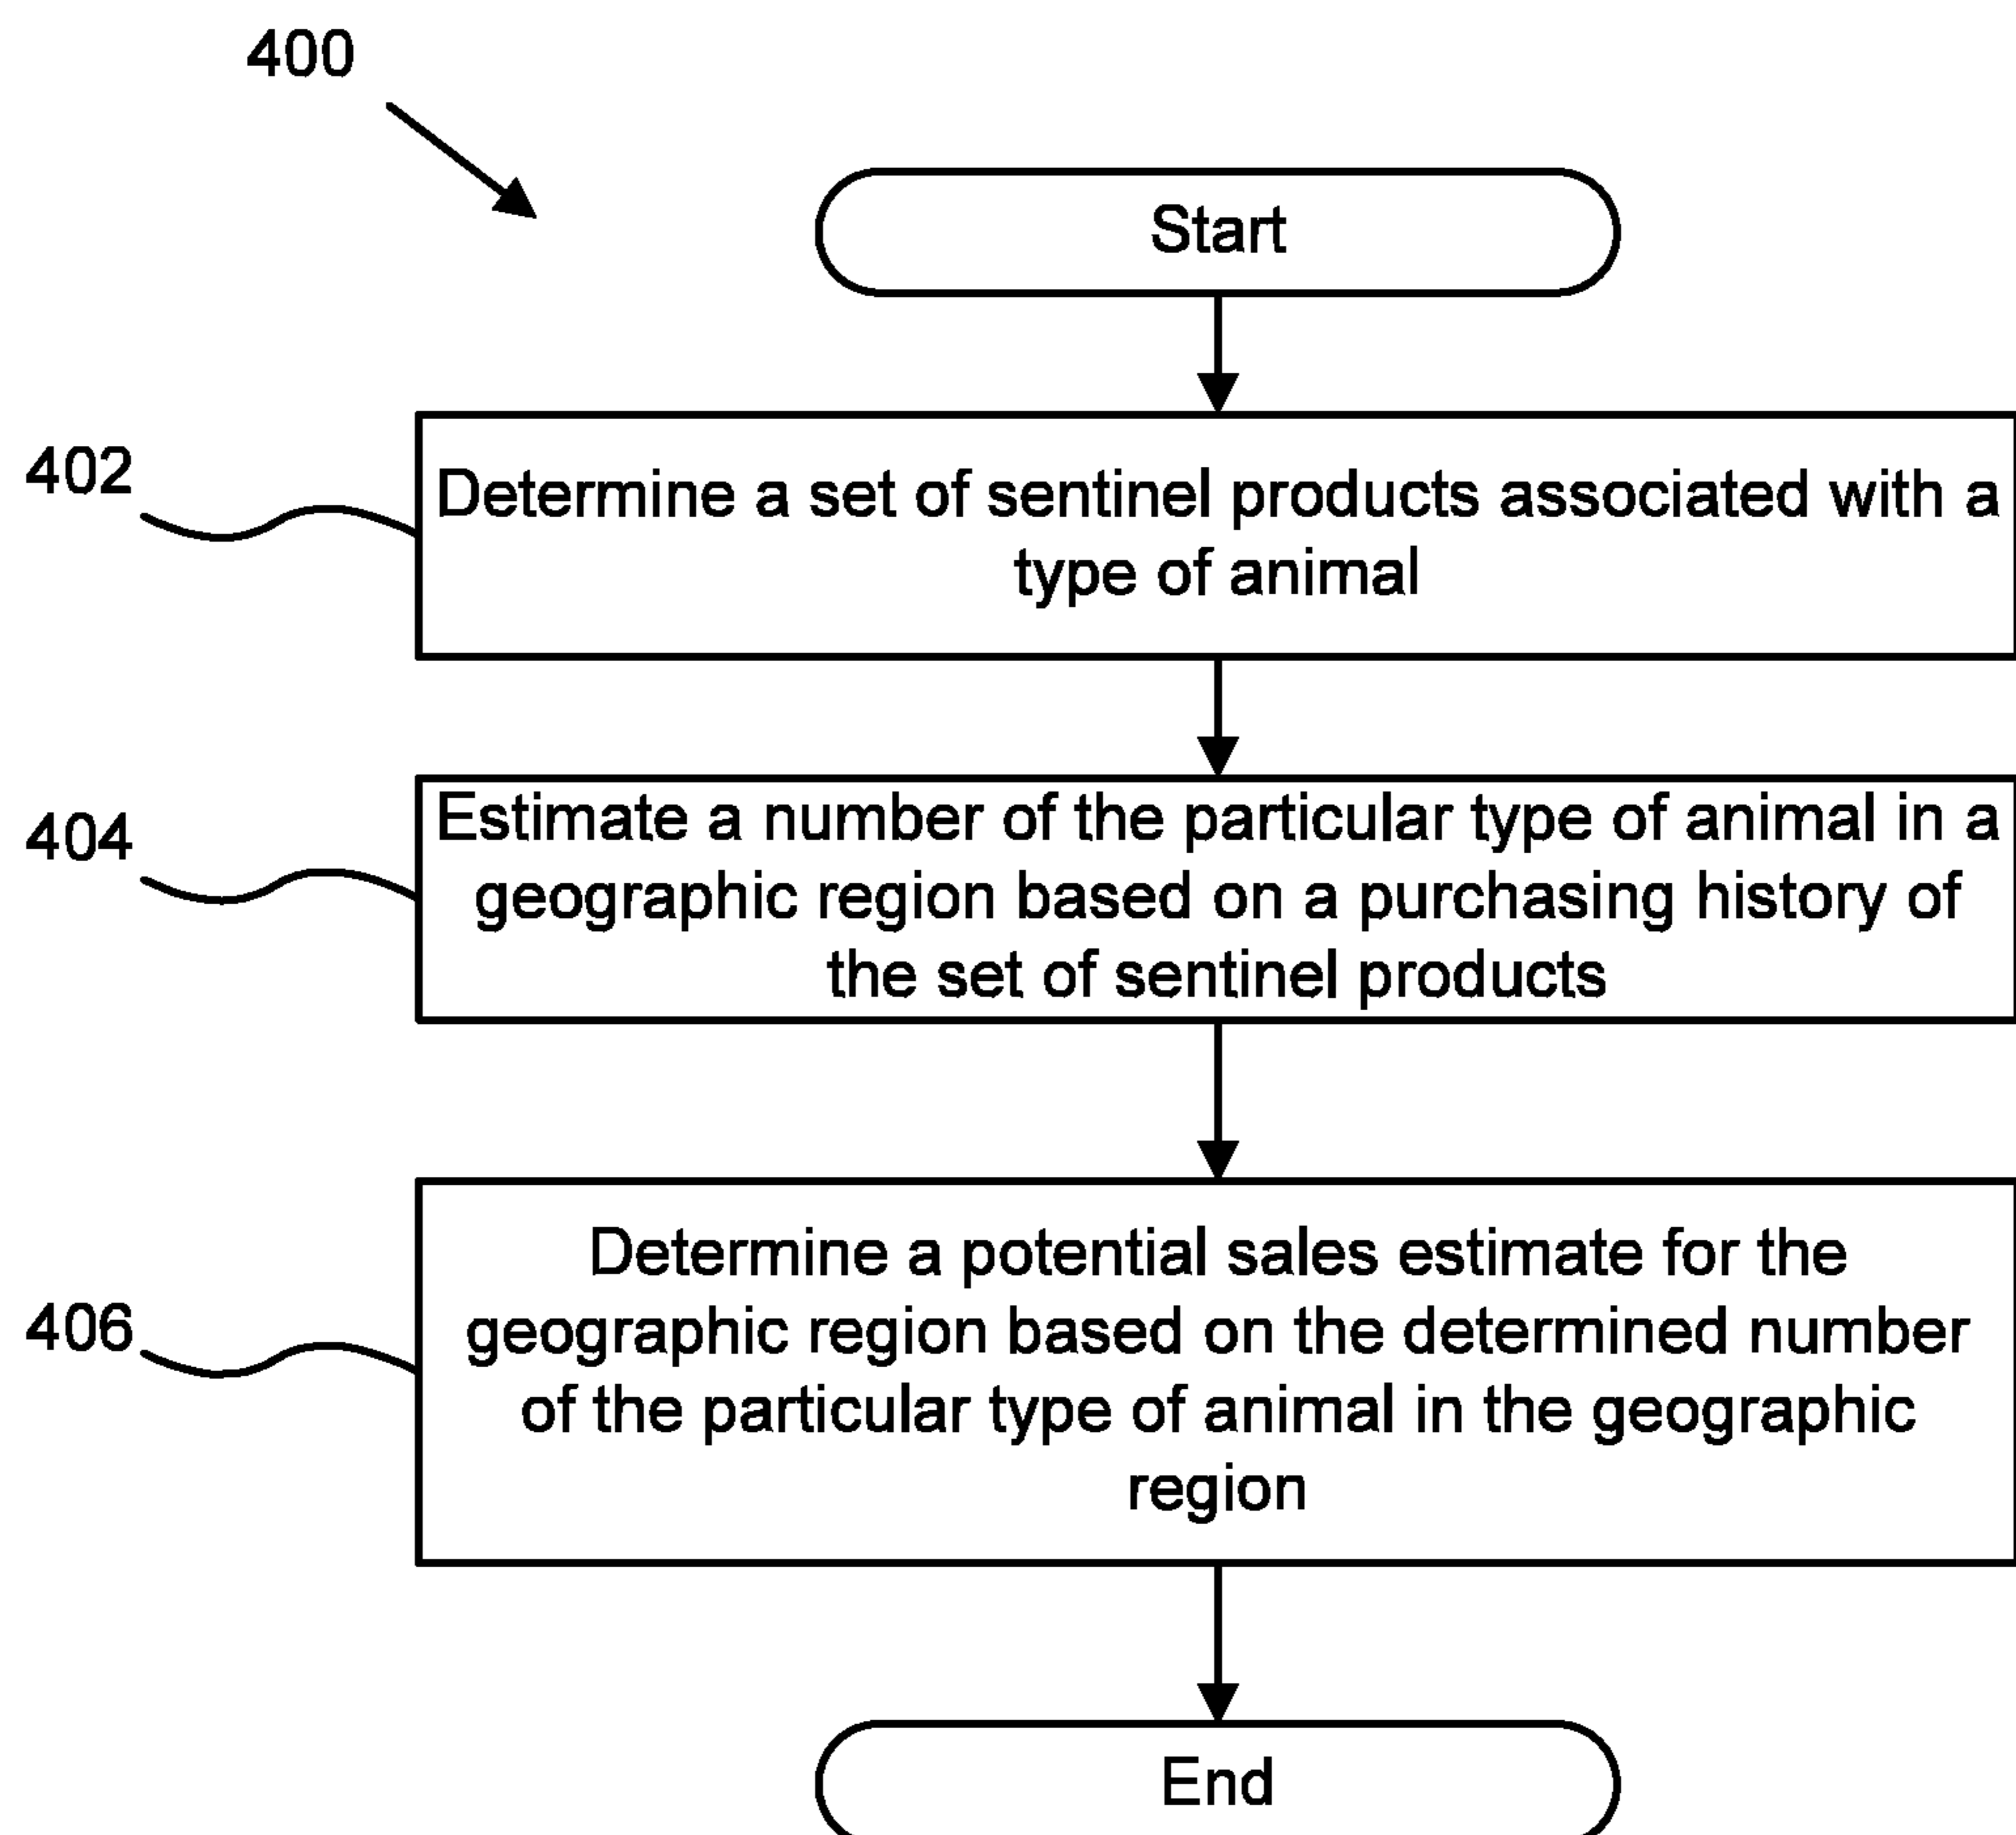 400
Start
402
Determine a set of sentinel products associated with a
type of animal
404
Estimate a number of the particular type of animal in a
geographic region based on a purchasing history of
the set of sentinel products
406
Determine a potential sales estimate for the
geographic region based on the determined number
of the particular type of animal in the geographic
region
End